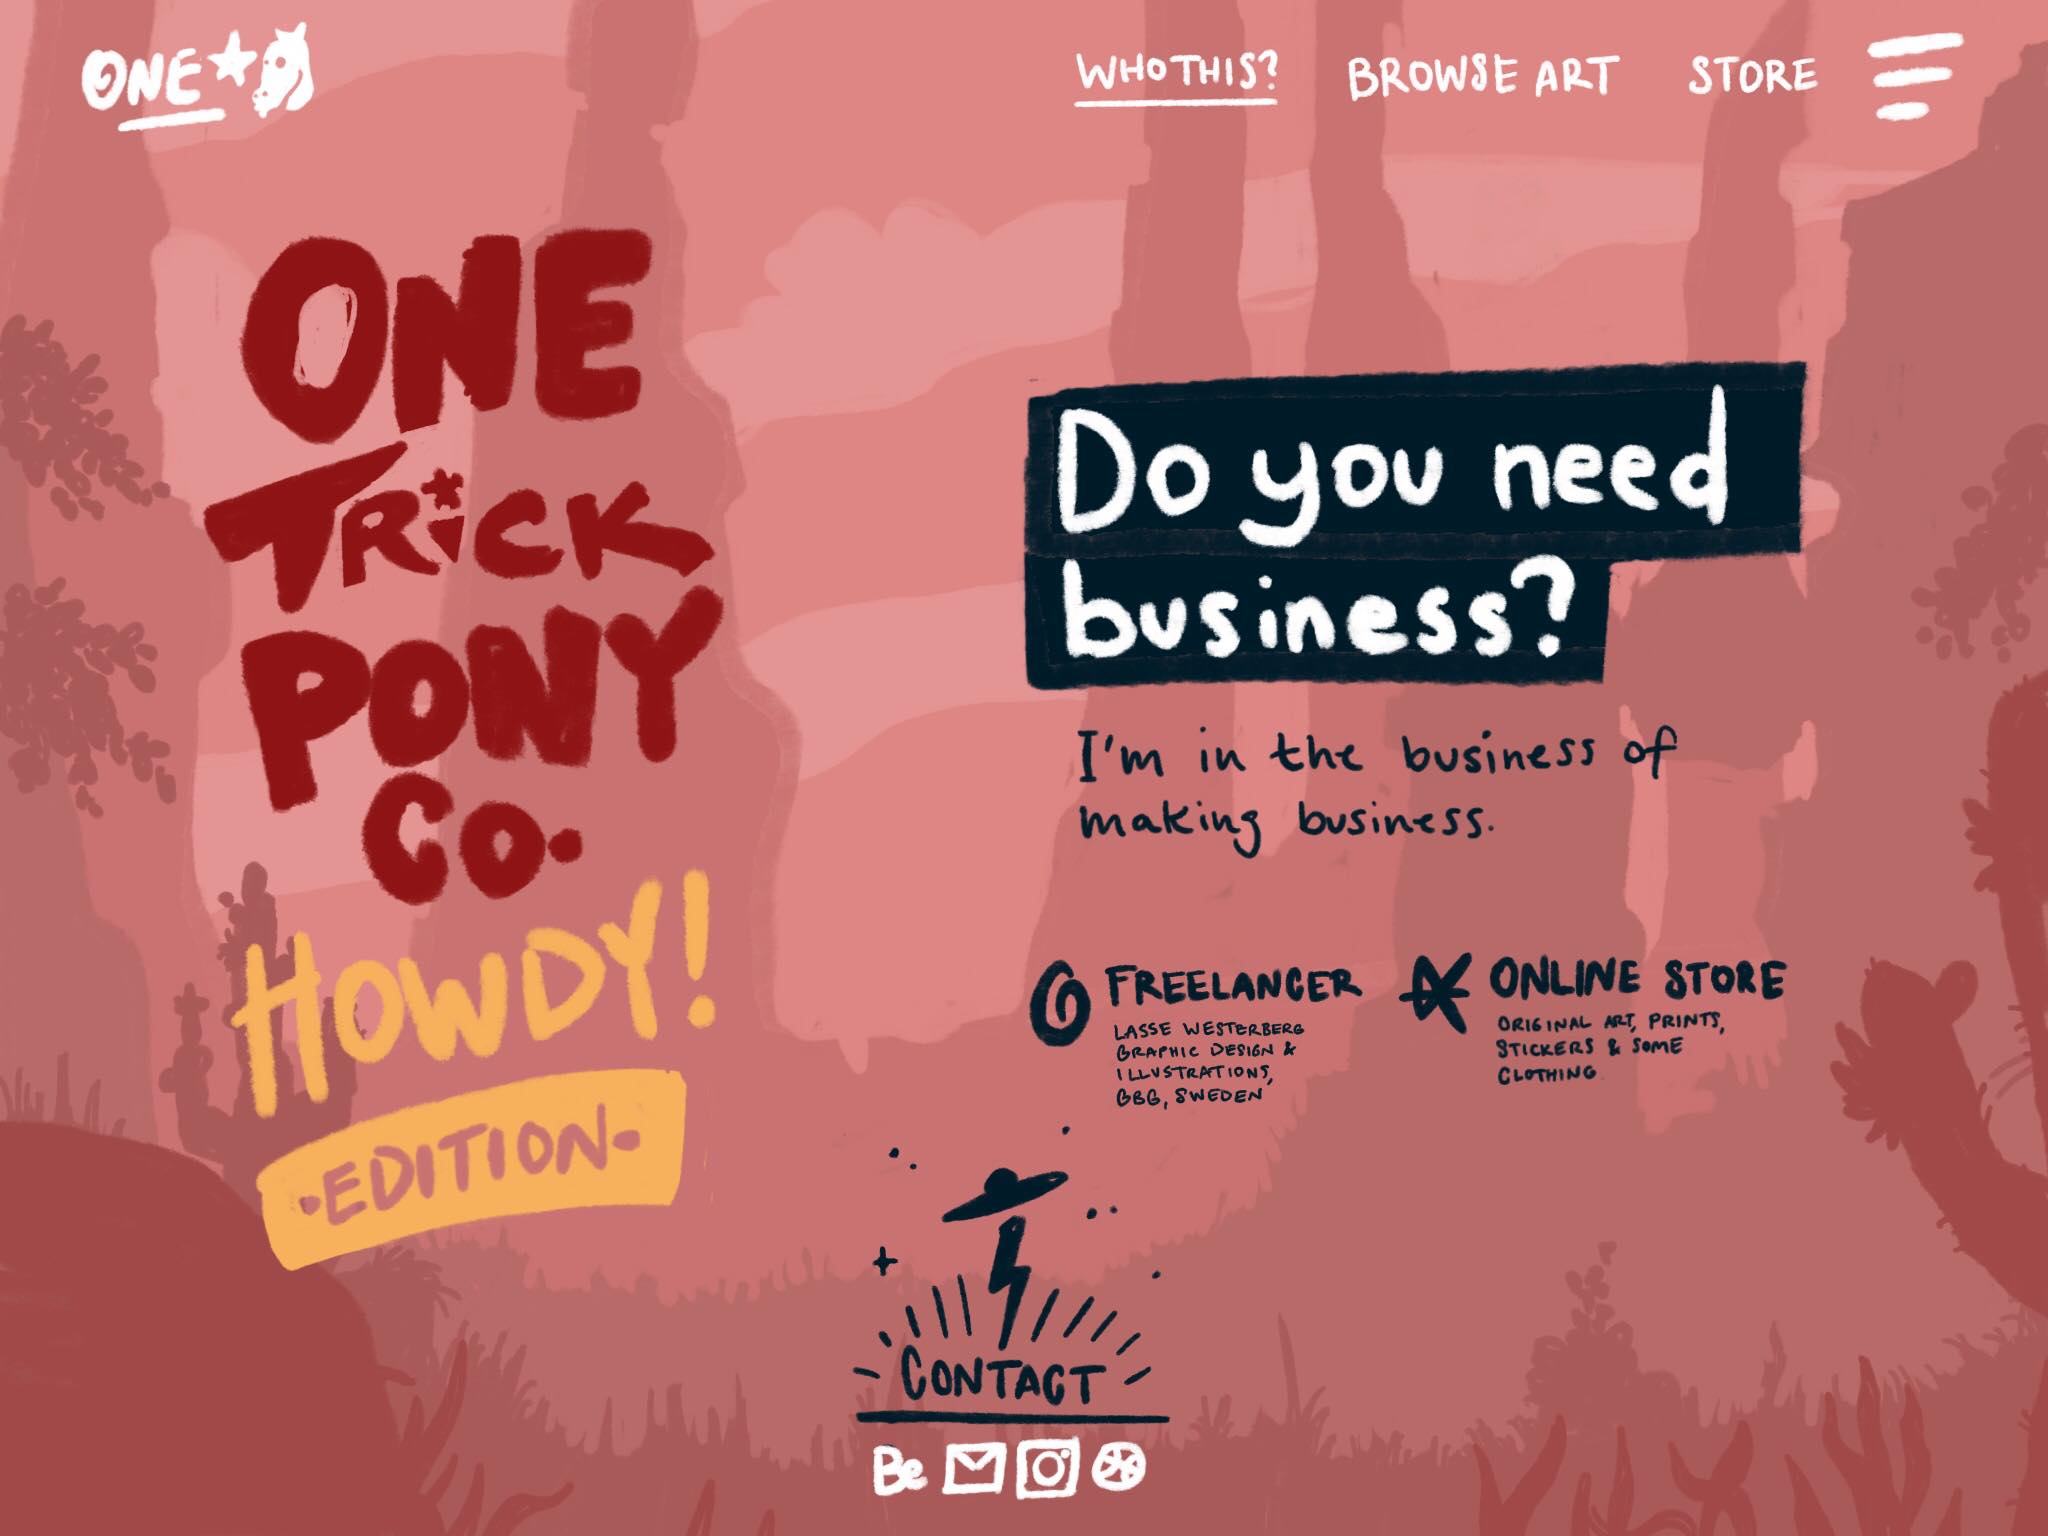 ONE
WHO THIS?
BROWSE ART
STORE
ONE
TRICK
PONY
CO.
HOWDY!
·EDITION·
Do you need
business?
I'm in the business of
making business.
FREELANCER
LASSE WESTERBERG
GRAPHIC DESIGN &
ILLUSTRATIONS,
GBG, SWEDEN
ONLINE STORE
ORIGINAL ART, PRINTS,
STICKERS & SOME
CLOTHING
CONTACT
Be